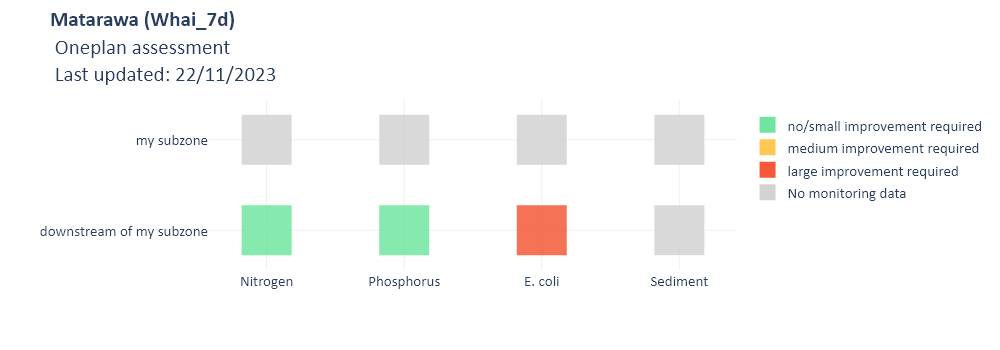 Matarawa (Whai_7d)
Oneplan assessment
Last updated: 22/11/2023
my subzone
downstream of my subzone
Nitrogen
Phosphorus
E. coli
Sediment
no/small improvement required
medium improvement required
large improvement required
No monitoring data